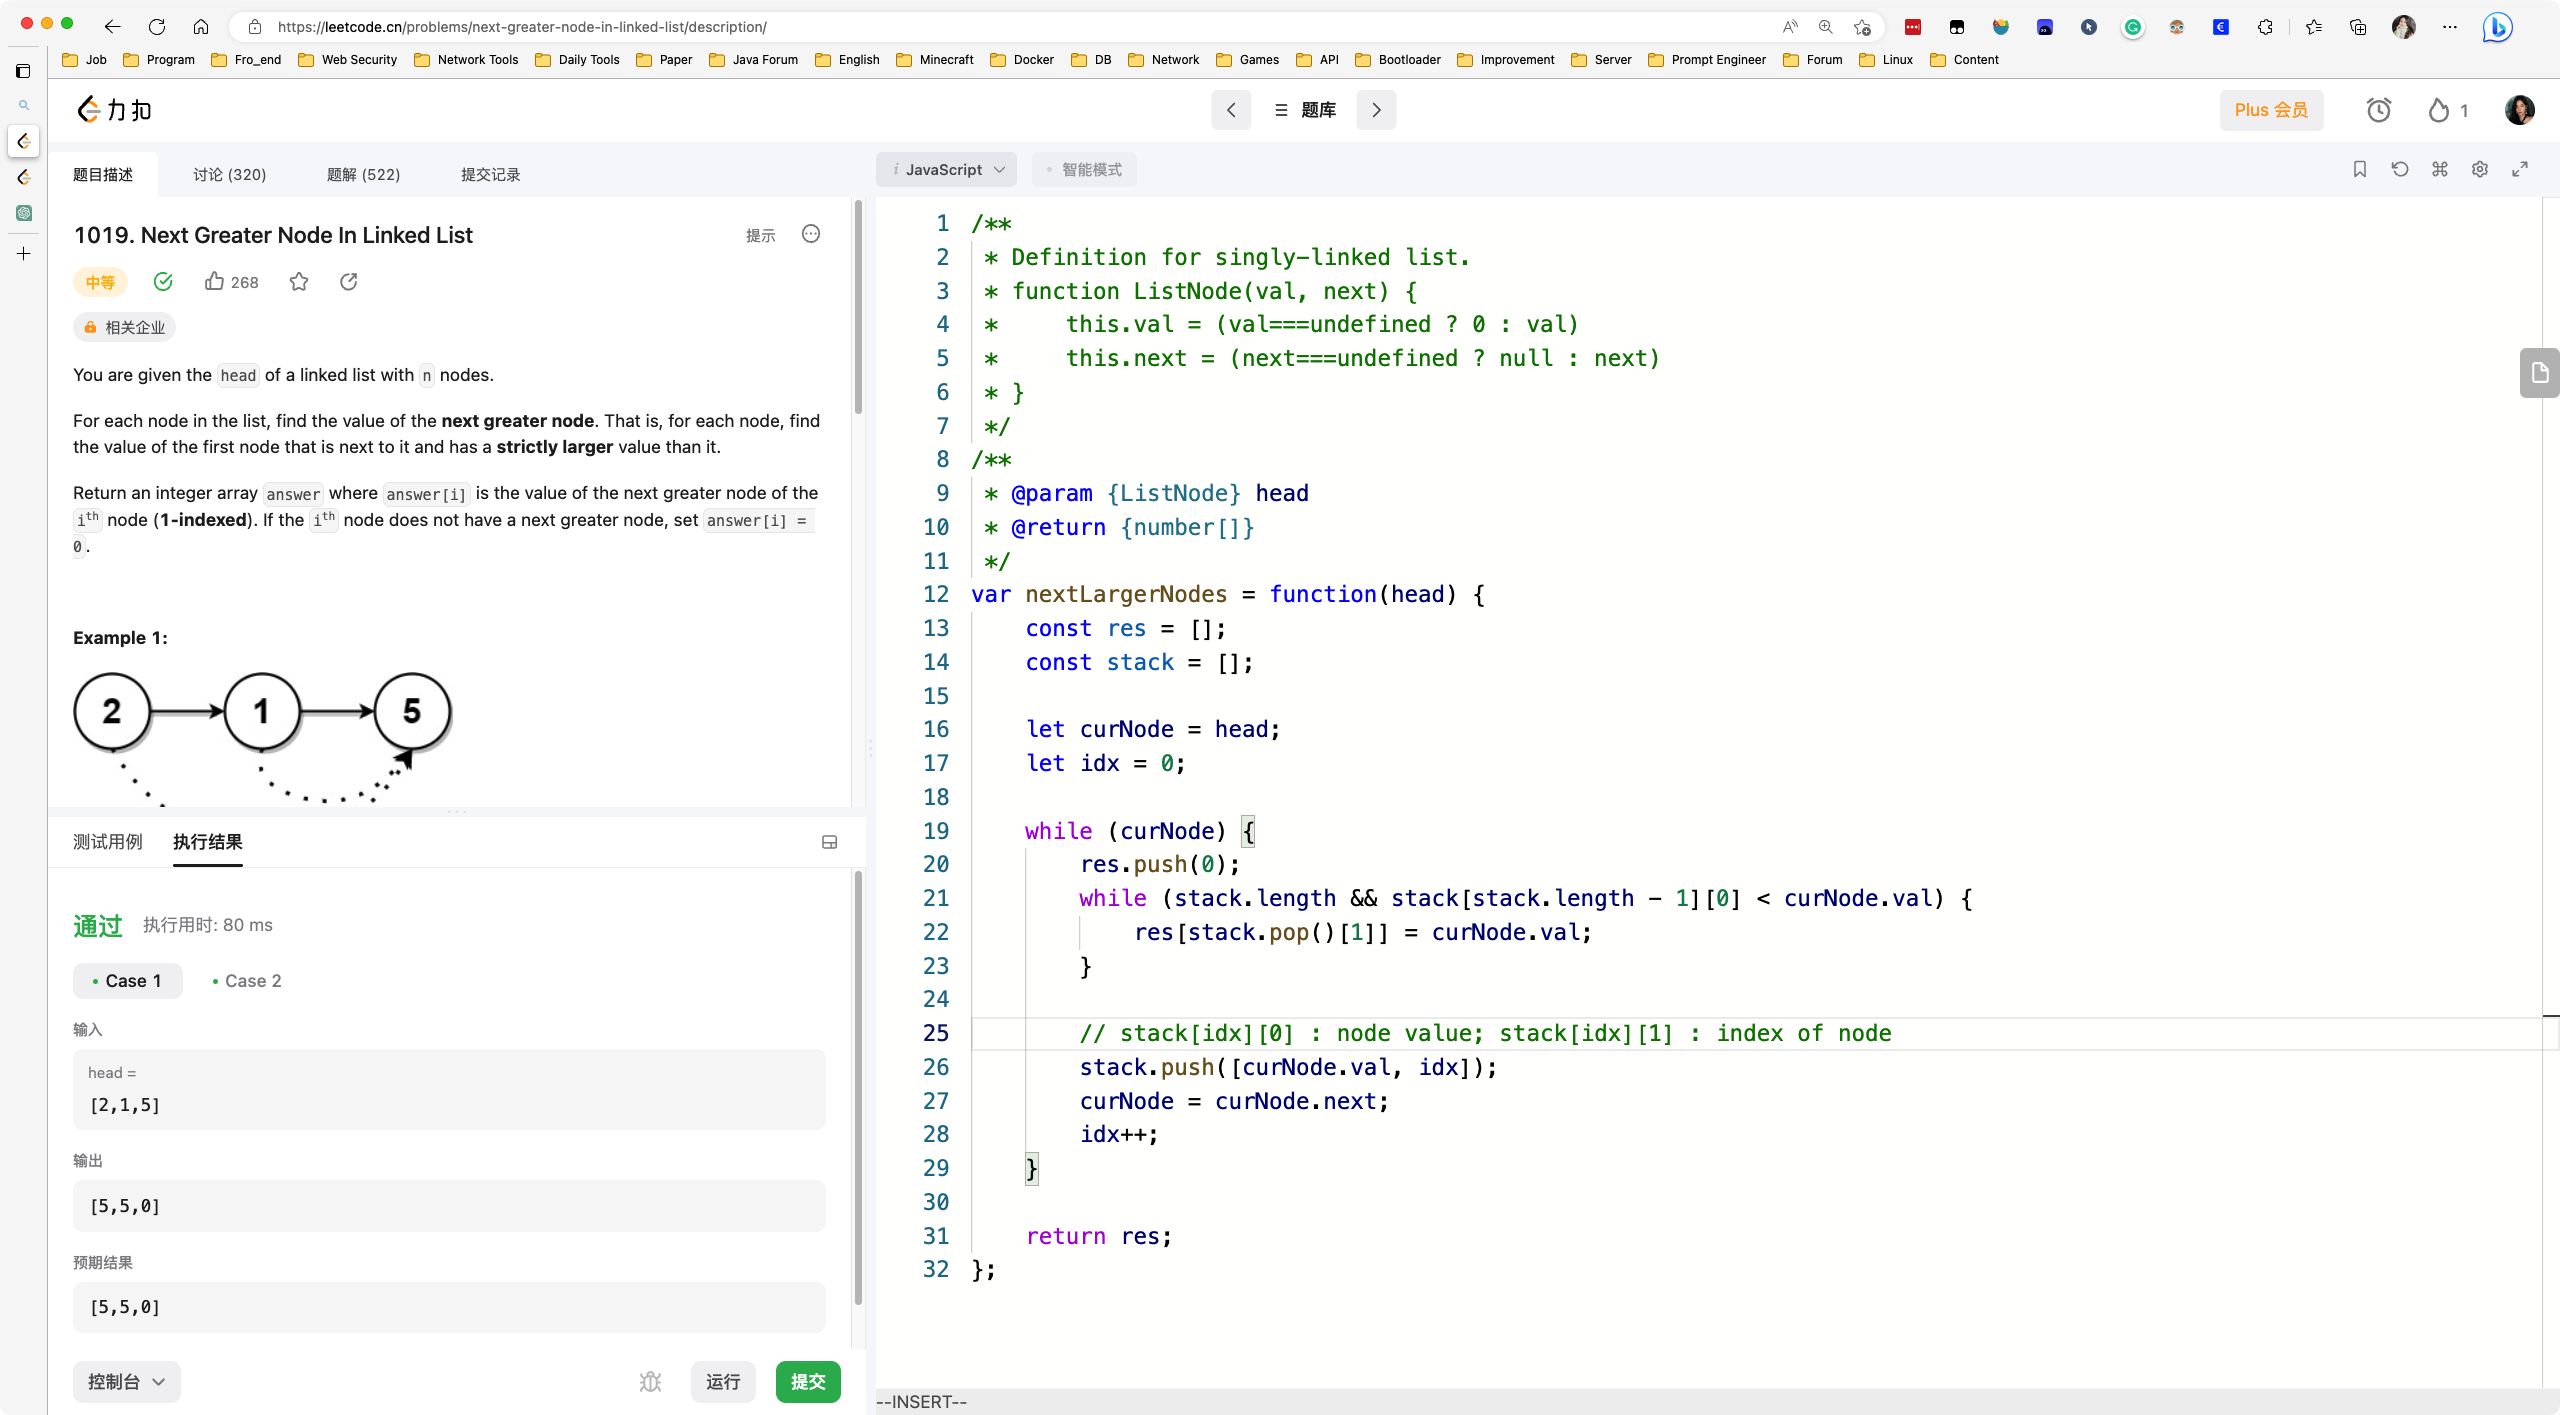 https://leetcode.cn/problems/next-greater-node-in-linked-list/description/
Job Program Fro_end Web Security Network Tools Daily Tools Paper Java Forum English Minecraft Docker DB Network Games API Bootloader Improvement Server Prompt Engineer Forum Linux Content
力扣
题库
Plus 会员
1
题目描述 讨论 (320) 题解 (522) 提交记录
1019. Next Greater Node In Linked List
提示
中等 268
相关企业
You are given the head of a linked list with n nodes.
For each node in the list, find the value of the next greater node. That is, for each node, find
the value of the first node that is next to it and has a strictly larger value than it.
Return an integer array answer where answer[i] is the value of the next greater node of the
ith node (1-indexed). If the ith node does not have a next greater node, set answer[i] =
0.
Example 1:
2 1 5
测试用例 执行结果
通过 执行用时: 80 ms
Case 1 Case 2
输入
head =
[2,1,5]
输出
[5,5,0]
预期结果
[5,5,0]
控制台 运行 提交
i JavaScript 智能模式
1 /**
2 * Definition for singly-linked list.
3 * function ListNode(val, next) {
4 *     this.val = (val===undefined ? 0 : val)
5 *     this.next = (next===undefined ? null : next)
6 * }
7 */
8 /**
9 * @param {ListNode} head
10 * @return {number[]}
11 */
12 var nextLargerNodes = function(head) {
13     const res = [];
14     const stack = [];
15
16     let curNode = head;
17     let idx = 0;
18
19     while (curNode) {
20         res.push(0);
21         while (stack.length && stack[stack.length - 1][0] < curNode.val) {
22             res[stack.pop()[1]] = curNode.val;
23         }
24
25         // stack[idx][0] : node value; stack[idx][1] : index of node
26         stack.push([curNode.val, idx]);
27         curNode = curNode.next;
28         idx++;
29     }
30
31     return res;
32 };
--INSERT--